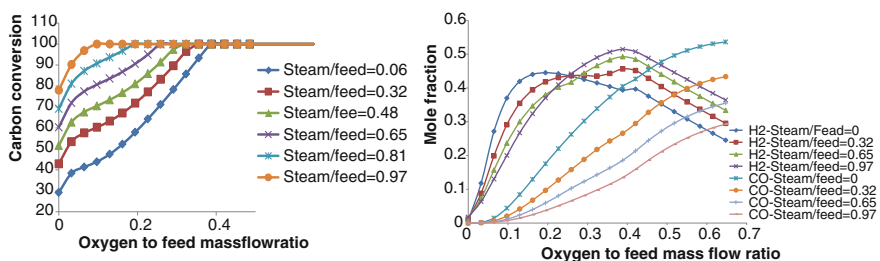 Carbon conversion
110
100
90
80
70
60
50
40
30
20
0
0.2
0.4
Oxygen to feed massflowratio
Steam/feed=0.06
Steam/feed=0.32
Steam/fee=0.48
Steam/feed=0.65
Steam/feed=0.81
Steam/feed=0.97
Mole fraction
0.6
0.5
0.4
0.3
0.2
0.1
0
0
0.1
0.2
0.3
0.4
0.5
0.6
0.7
Oxygen to feed mass flow ratio
H2-Steam/Fead=0
H2-Steam/feed=0.32
H2-Steam/feed=0.65
H2-Steam/feed=0.97
CO-Steam/feed=0
CO-Steam/feed=0.32
CO-Steam/feed=0.65
CO-Steam/feed=0.97